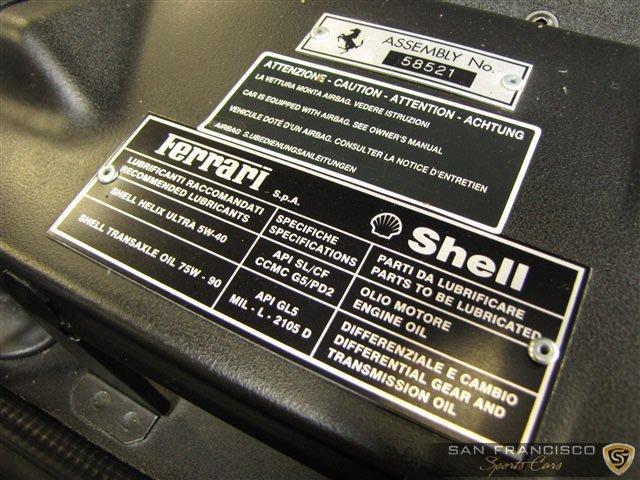 ASSEMBLY No.
58521
ATTENZIONE - CAUTION - ATTENTION - ACHTUNG
LA VETTURA MONTA AIRBAG. VEDERE ISTRUZIONI
CAR IS EQUIPPED WITH AIRBAG. SEE OWNER'S MANUAL
VEHICULE DOTÉ D'UN AIRBAG. CONSULTER LA NOTICE D'ENTRETIEN
AIRBAG S.UBEDIENUNGSANLEITUNGEN
Ferrari S.p.A.
Shell
LUBRIFICANTI RACCOMANDATI
RECOMMENDED LUBRICANTS
SPECIFICHE
SPECIFICATIONS
PARTI DA LUBRIFICARE
PARTS TO BE LUBRICATED
SHELL HELIX ULTRA 5W-40
API SL/CF
CCMC G5/PD2
OLIO MOTORE
ENGINE OIL
SHELL TRANSAXLE OIL 75W - 90
API GL5
MIL - L - 2105 D
DIFFERENZIALE E CAMBIO
DIFFERENTIAL GEAR AND
TRANSMISSION OIL
SAN FRANCISCO
Sports Cars